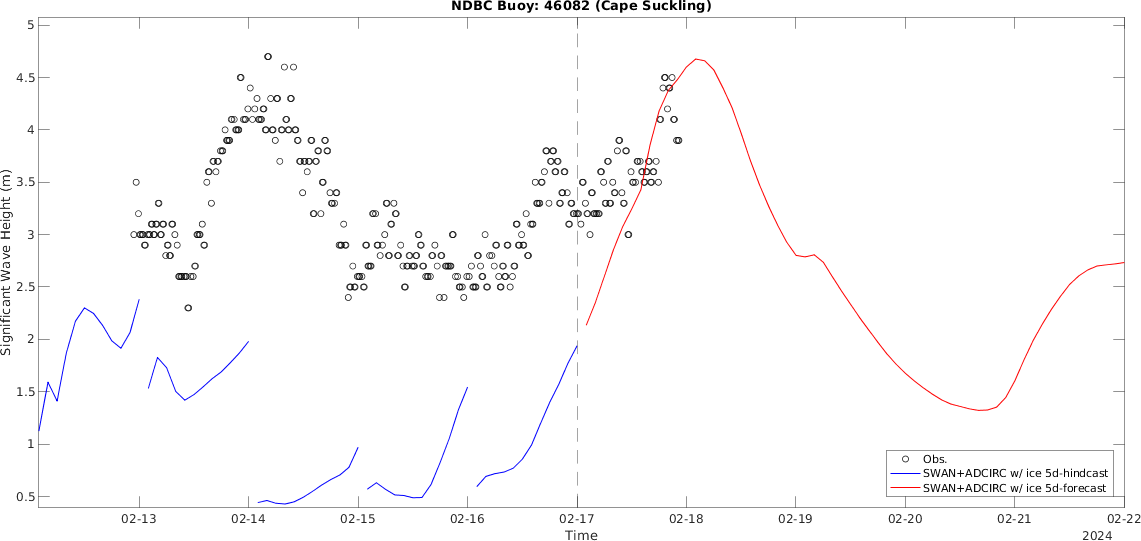 NDBC Buoy: 46082 (Cape Suckling)
5
4.5
4
3.5
3
2.5
2
1.5
1
0.5
Significant Wave Height (m)
Obs.
SWAN+ADCIRC w/ ice 5d-hindcast
SWAN+ADCIRC w/ ice 5d-forecast
02-13 02-14 02-15 02-16 02-17 02-18 02-19 02-20 02-21 02-22
Time
2024